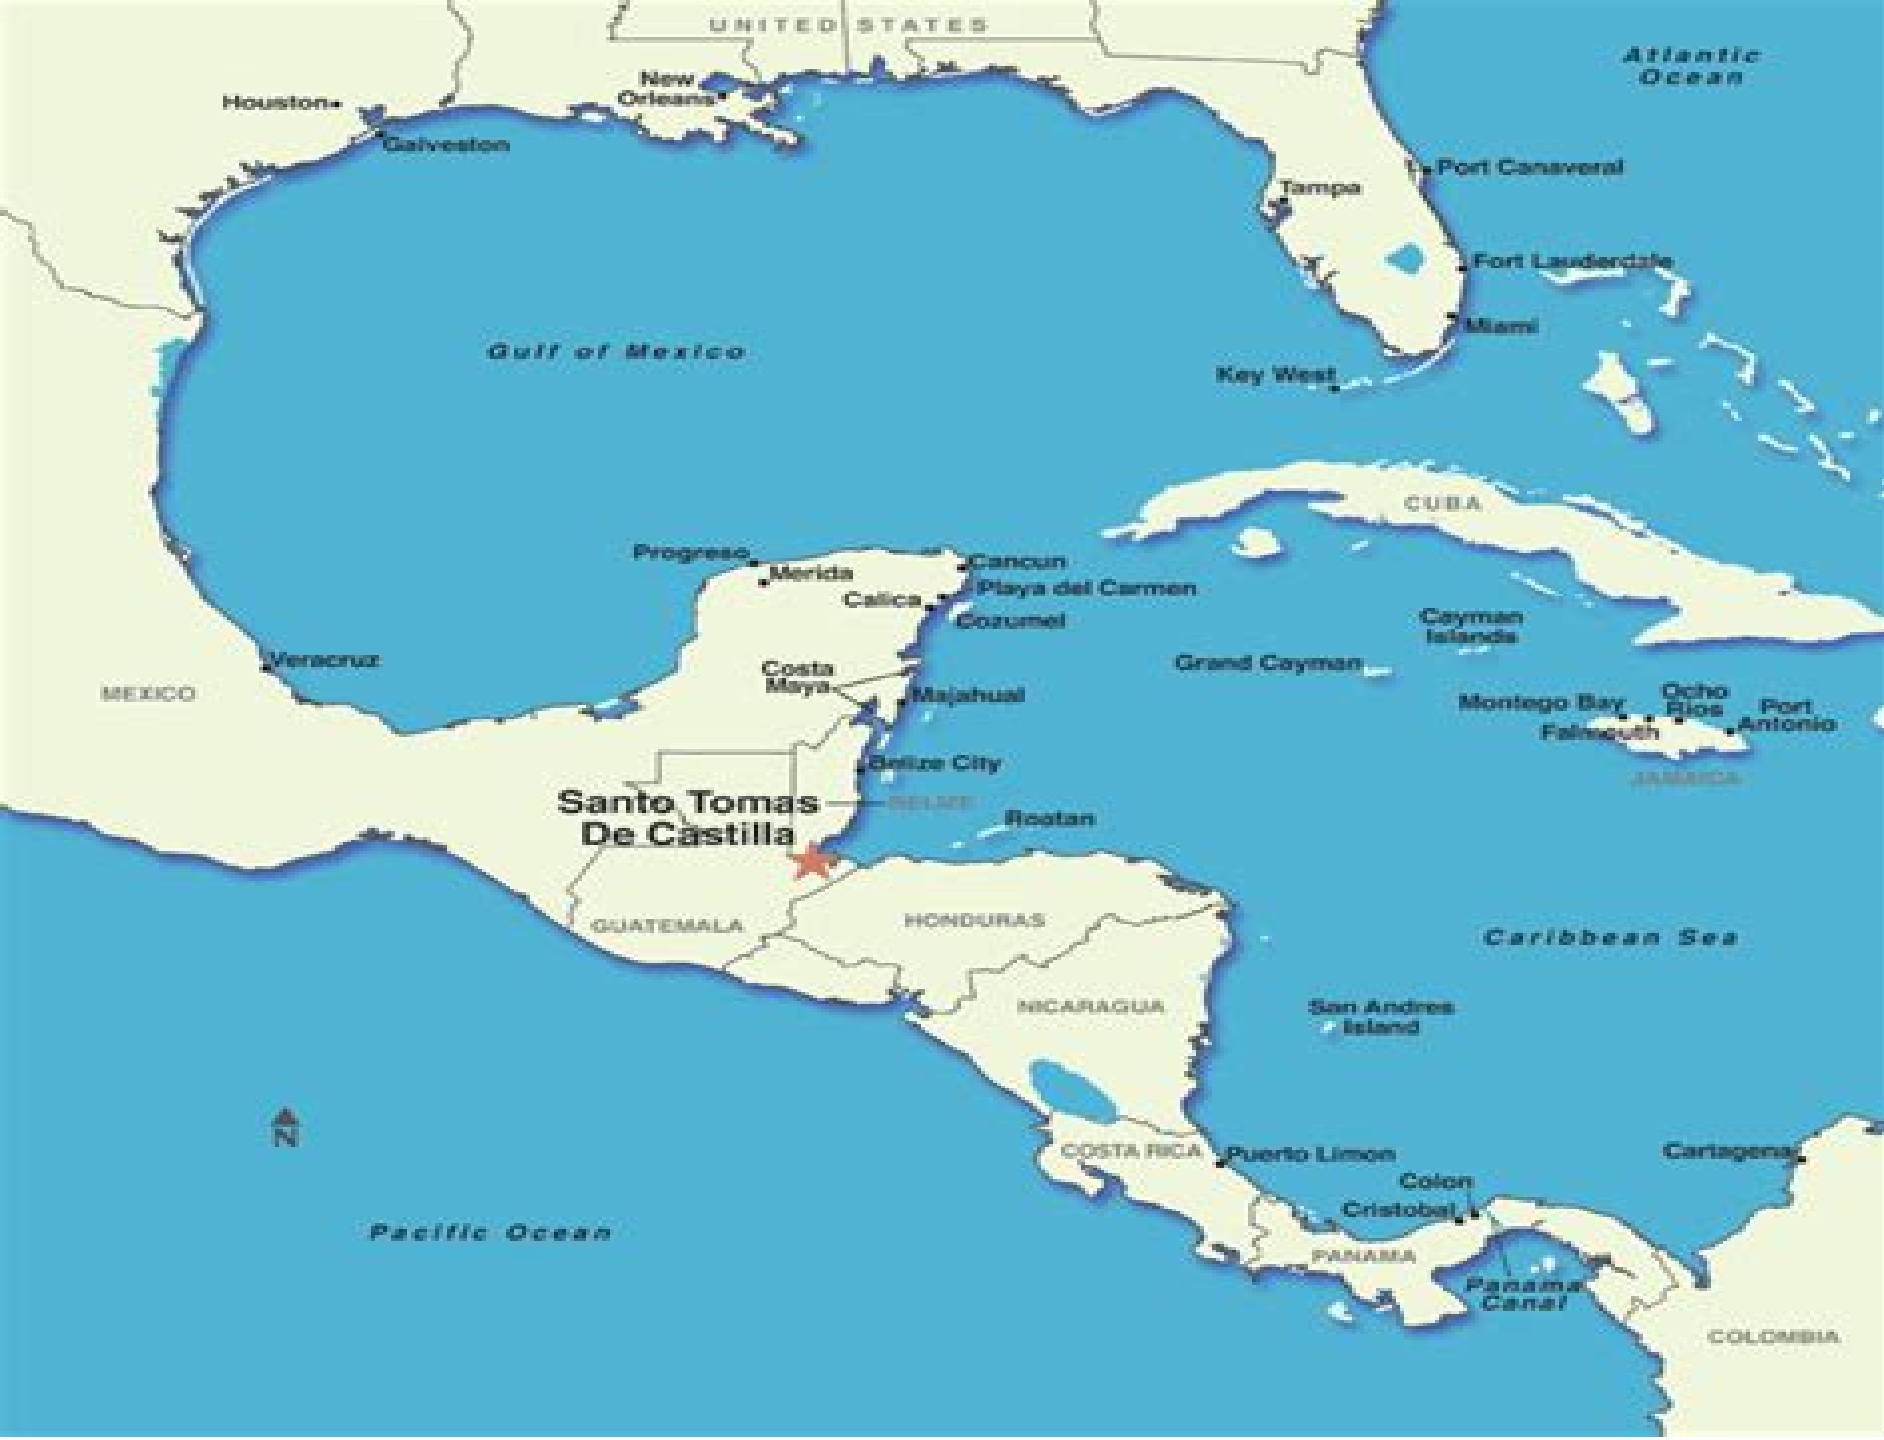 UNITED STATES
Atlantic
Ocean
New
Orleans
Houston
Galveston
Port Canaveral
Tampa
Fort Lauderdale
Miami
Gulf of Mexico
Key West
CUBA
Progreso
Merida
Cancun
Playa del Carmen
Calica
Cozumel
Cayman
Islands
Grand Cayman
Veracruz
MEXICO
Costa
Maya
Majahual
Montego Bay
Ocho
Rios
Port
Antonio
Falmouth
JAMAICA
Belize City
Santo Tomas
De Castilla
BELIZE
Roatan
GUATEMALA
HONDURAS
Caribbean Sea
NICARAGUA
San Andres
Island
N
COSTA RICA
Puerto Limon
Cartagena
Colon
Cristobal
Pacific Ocean
PANAMA
Panama
Canal
COLOMBIA